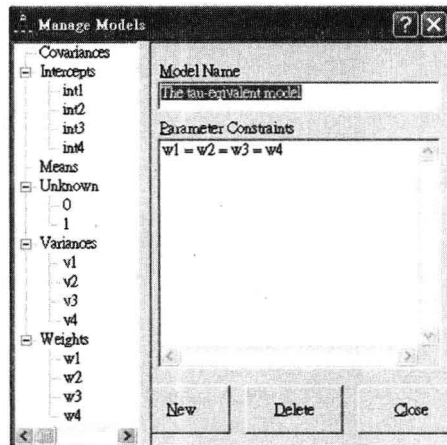 Manage Models
Covariances
Intercepts
int1
int2
int3
int4
Means
Unknown
0
1
Variances
v1
v2
v3
v4
Weights
w1
w2
w3
w4
Model Name
The tau-eqivalent model
Parameter Constraints
w1 = w2 = w3 = w4
New
Delete
Close